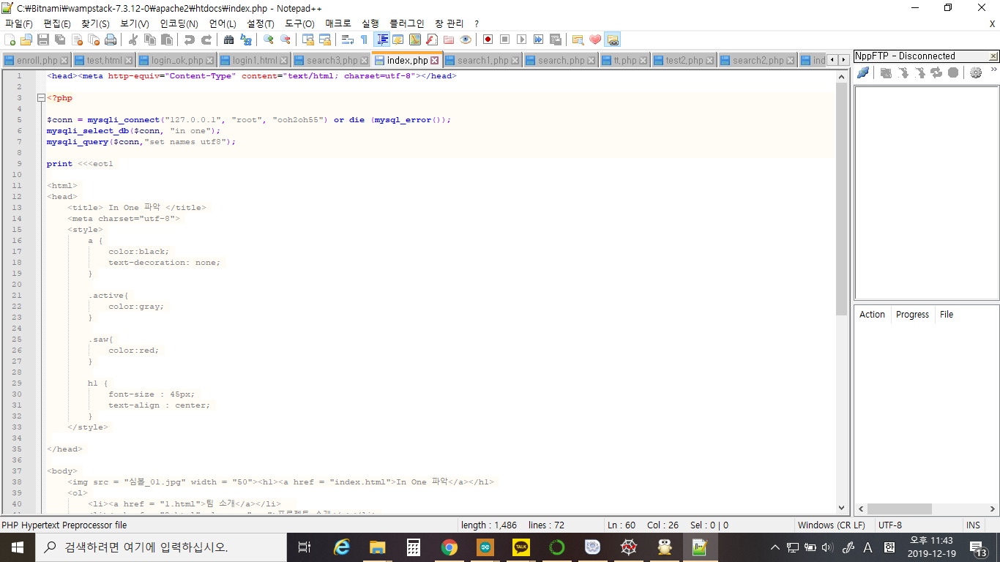 C:₩Bitnami₩wampstack-7.3.12-0₩apache2₩htdocs₩index.php - Notepad++
파일(F) 편집(E) 찾기(S) 보기(V) 인코딩(N) 언어(L) 설정(T) 도구(O) 매크로 실행 플러그인 창 관리 ? X
enroll.php test.html login_ok.php login1.html search3.php index.php search1.php search.php tt.php test2.php search2.php ind
NppFTP - Disconnected
1 <head><meta http-equiv="Content-Type" content="text/html; charset=utf-8"></head>
2
3 <?php
4
5 $conn = mysqli_connect("127.0.0.1", "root", "ooh2oh55") or die (mysql_error());
6 mysqli_select_db($conn, "in one");
7 mysqli_query($conn,"set names utf8");
8
9 print <<<eot1
10
11 <html>
12 <head>
13 <title> In One 파악 </title>
14 <meta charset="utf-8">
15 <style>
16 a {
17 color:black;
18 text-decoration: none;
19 }
20
21 .active{
22 color:gray;
23 }
24
25 .saw{
26 color:red;
27 }
28
29 h1 {
30 font-size : 45px;
31 text-align : center;
32 }
33 </style>
34
35 </head>
36
37 <body>
38 <img src = "심볼_01.jpg" width = "50"><h1><a href = "index.html">In One 파악</a></h1>
39 <ol>
40 <li><a href = "1.html">팀 소개</a></li>
Action Progress File
PHP Hypertext Preprocessor file length : 1,486 lines : 72 Ln : 60 Col : 26 Sel : 0 | 0 Windows (CR LF) UTF-8 INS
검색하려면 여기에 입력하십시오.
TALK
A 한 오후 11:43
2019-12-19
13